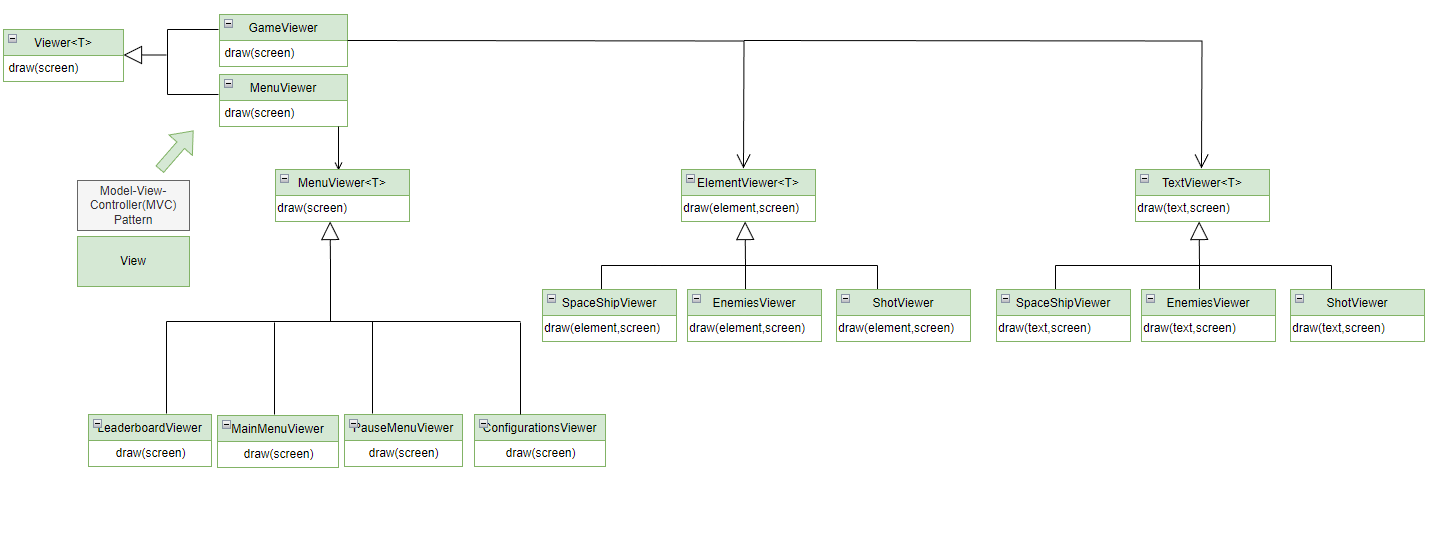 GameViewer
draw(screen)
Viewer<T>
draw(screen)
MenuViewer
draw(screen)
Model-View-
Controller(MVC)
Pattern
View
MenuViewer<T>
draw(screen)
ElementViewer<T>
draw(element,screen)
TextViewer<T>
draw(text,screen)
SpaceShipViewer
draw(element,screen)
EnemiesViewer
draw(element,screen)
ShotViewer
draw(element,screen)
SpaceShipViewer
draw(text,screen)
EnemiesViewer
draw(text,screen)
ShotViewer
draw(text,screen)
LeaderboardViewer
draw(screen)
MainMenuViewer
draw(screen)
PauseMenuViewer
draw(screen)
ConfigurationsViewer
draw(screen)